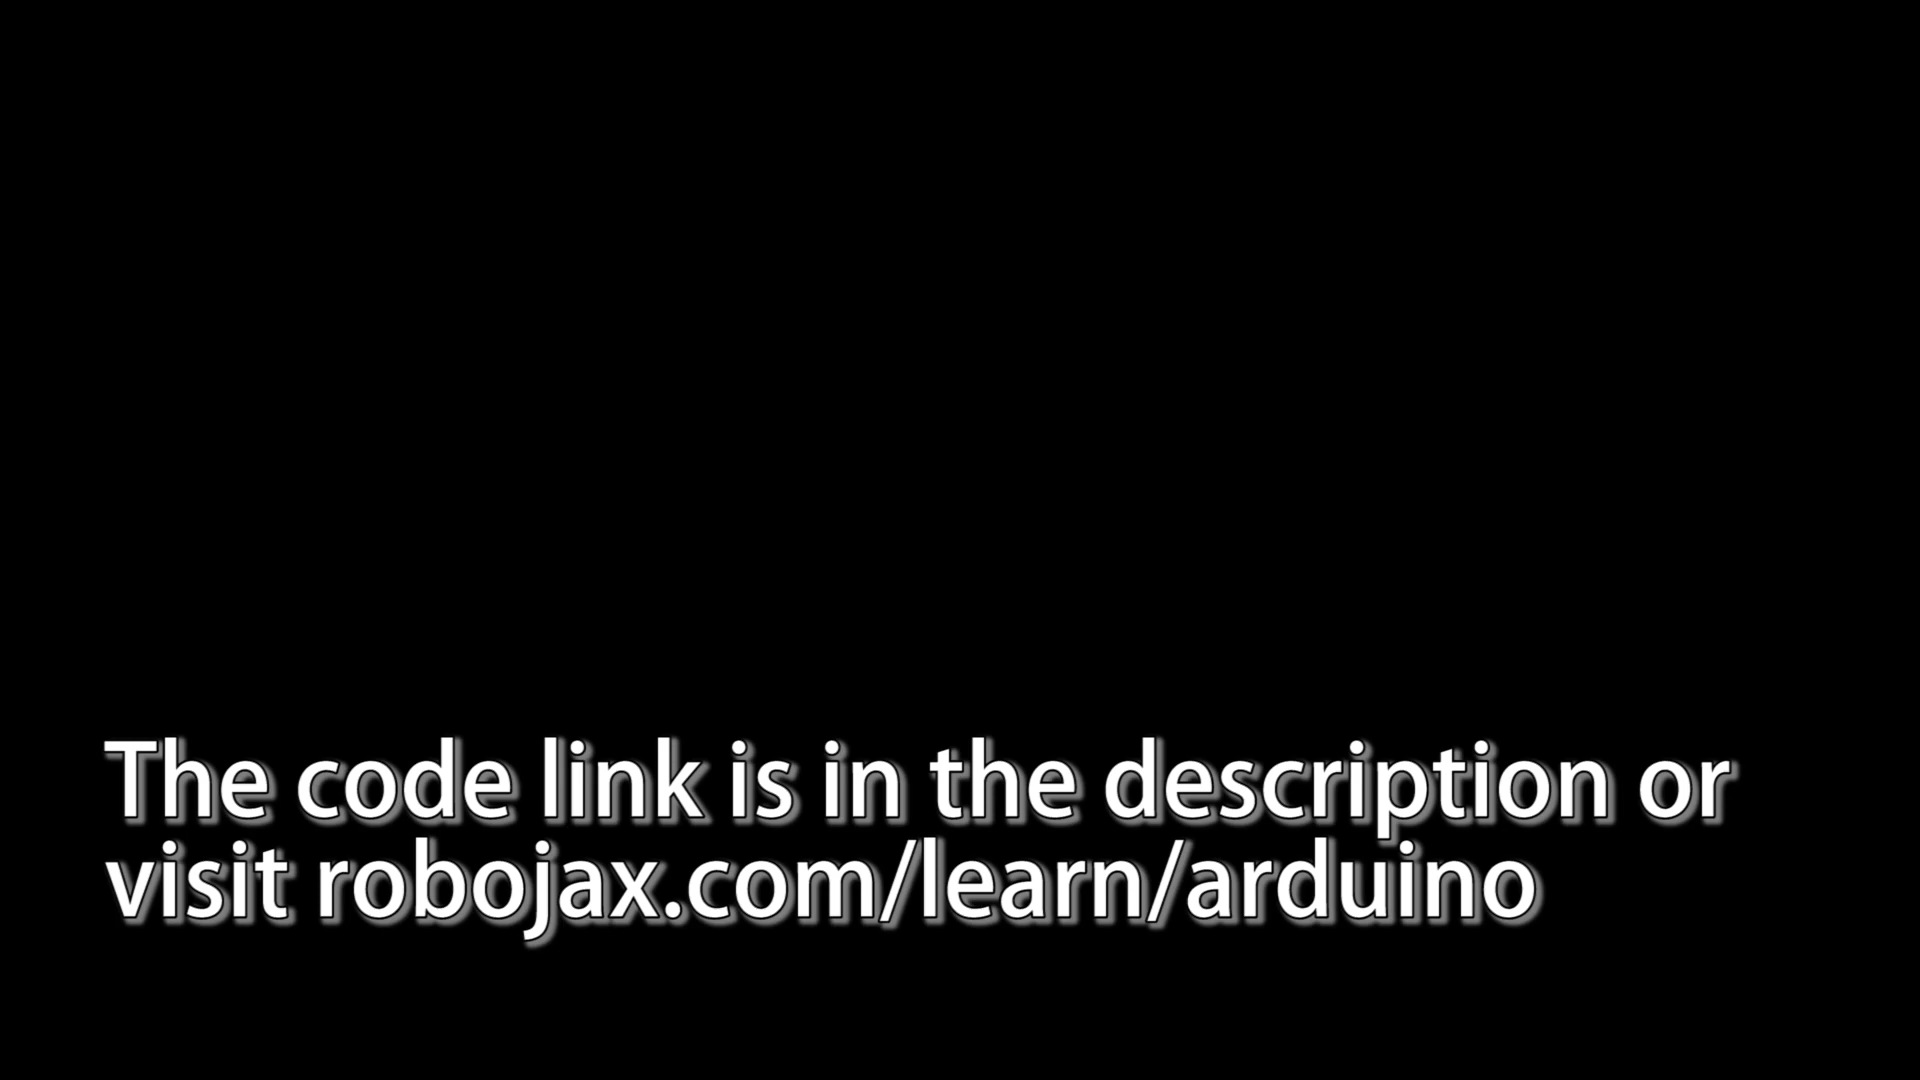 The code link is in the description or
visit robojax.com/learn/arduino